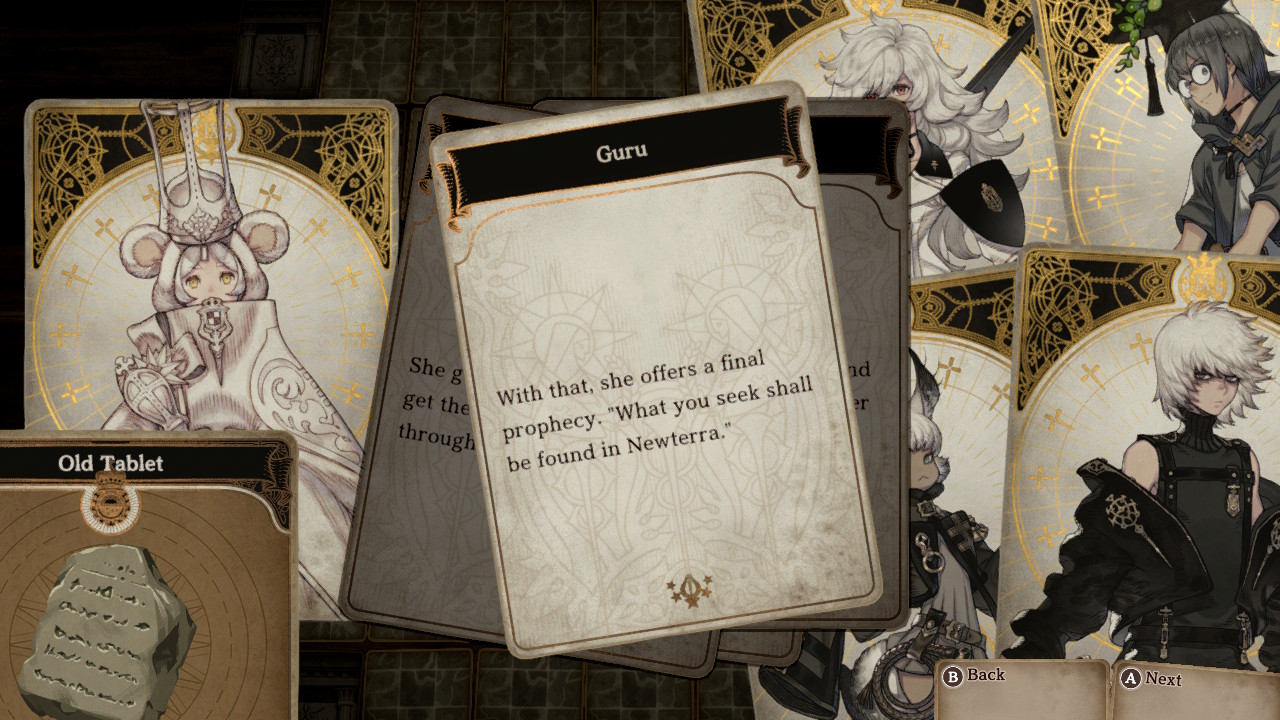 Guru
With that, she offers a final
prophecy. "What you seek shall
be found in Newterra."
She g
get the
through
nd
er
Old Tablet
B Back
A Next